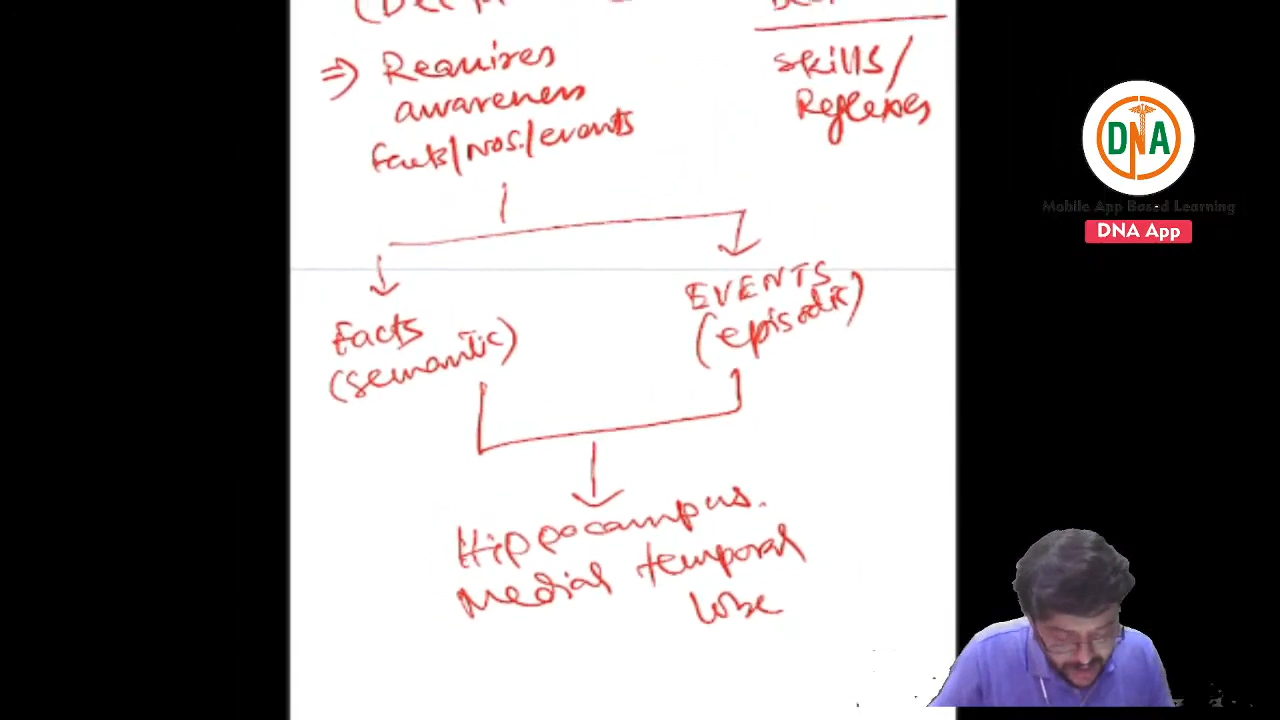 (Dec
⇒ Requires
awareness
facts/nos./events
skills/
Reflexes
Facts
(semantic)
EVENTS
(episodic)
Hippocampus.
Medial temporal
lobe
DNA
Mobile App Based Learning
DNA App